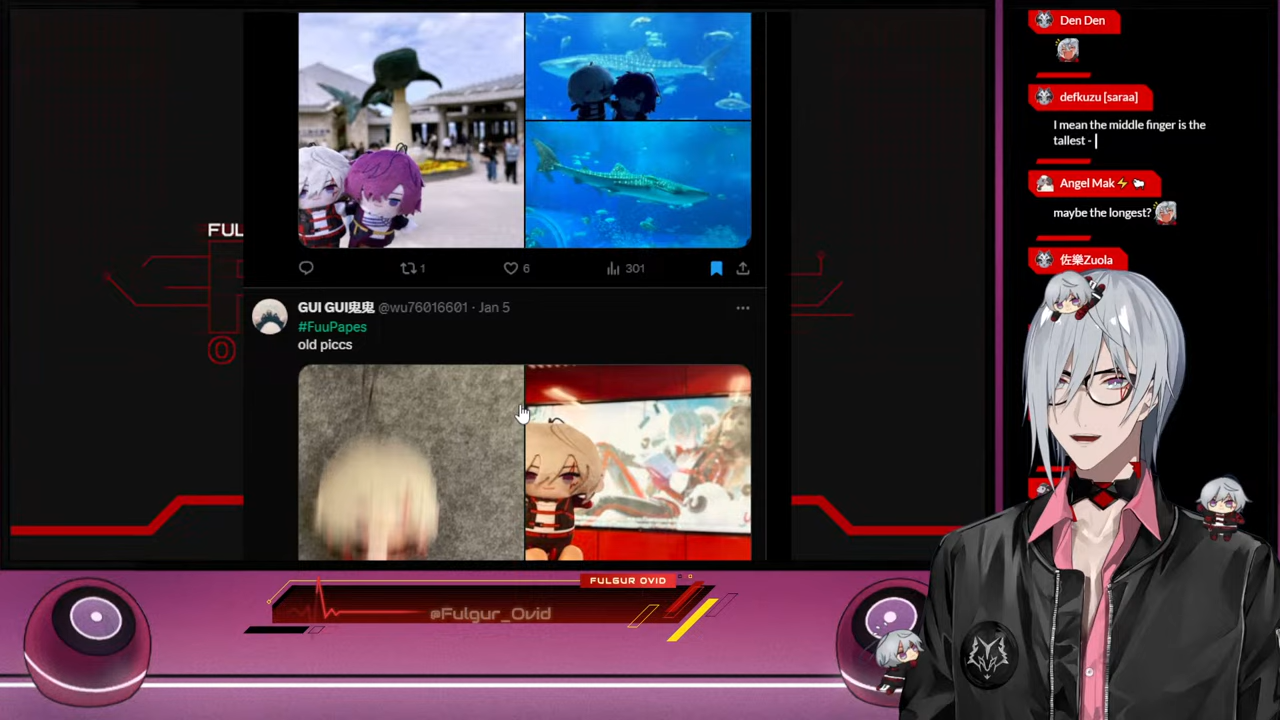 FUL
1
6
301
GUI GUI鬼鬼 @wu76016601 · Jan 5
#FuuPapes
old piccs
FULGUR OVID
@Fulgur_Ovid
Den Den
defkuzu [saraa]
I mean the middle finger is the
tallest - |
Angel Mak
maybe the longest?
佐樂Zuola